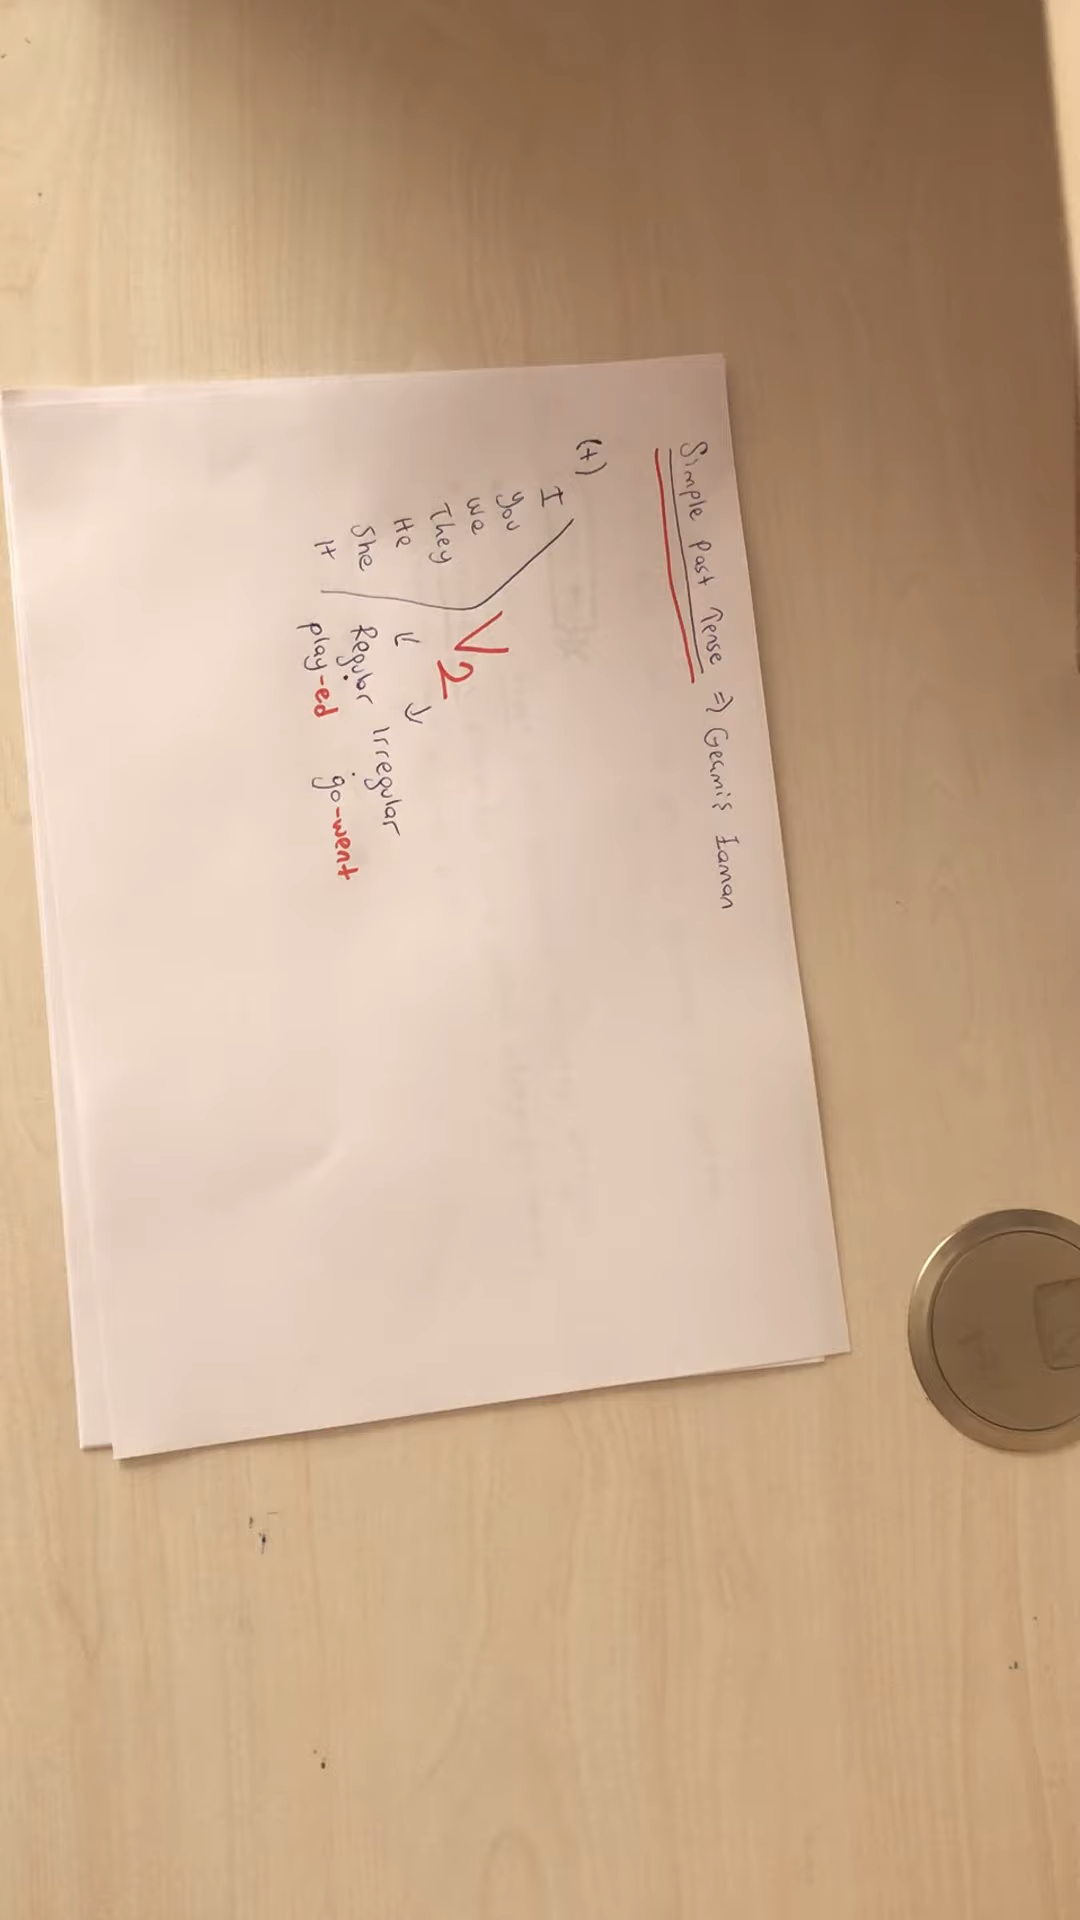 Simple Past Tense => Geçmiş Zaman
(+)
I
You
We
They
He
She
It
V2
↓ ↓
Regular Irregular
play-ed go-went